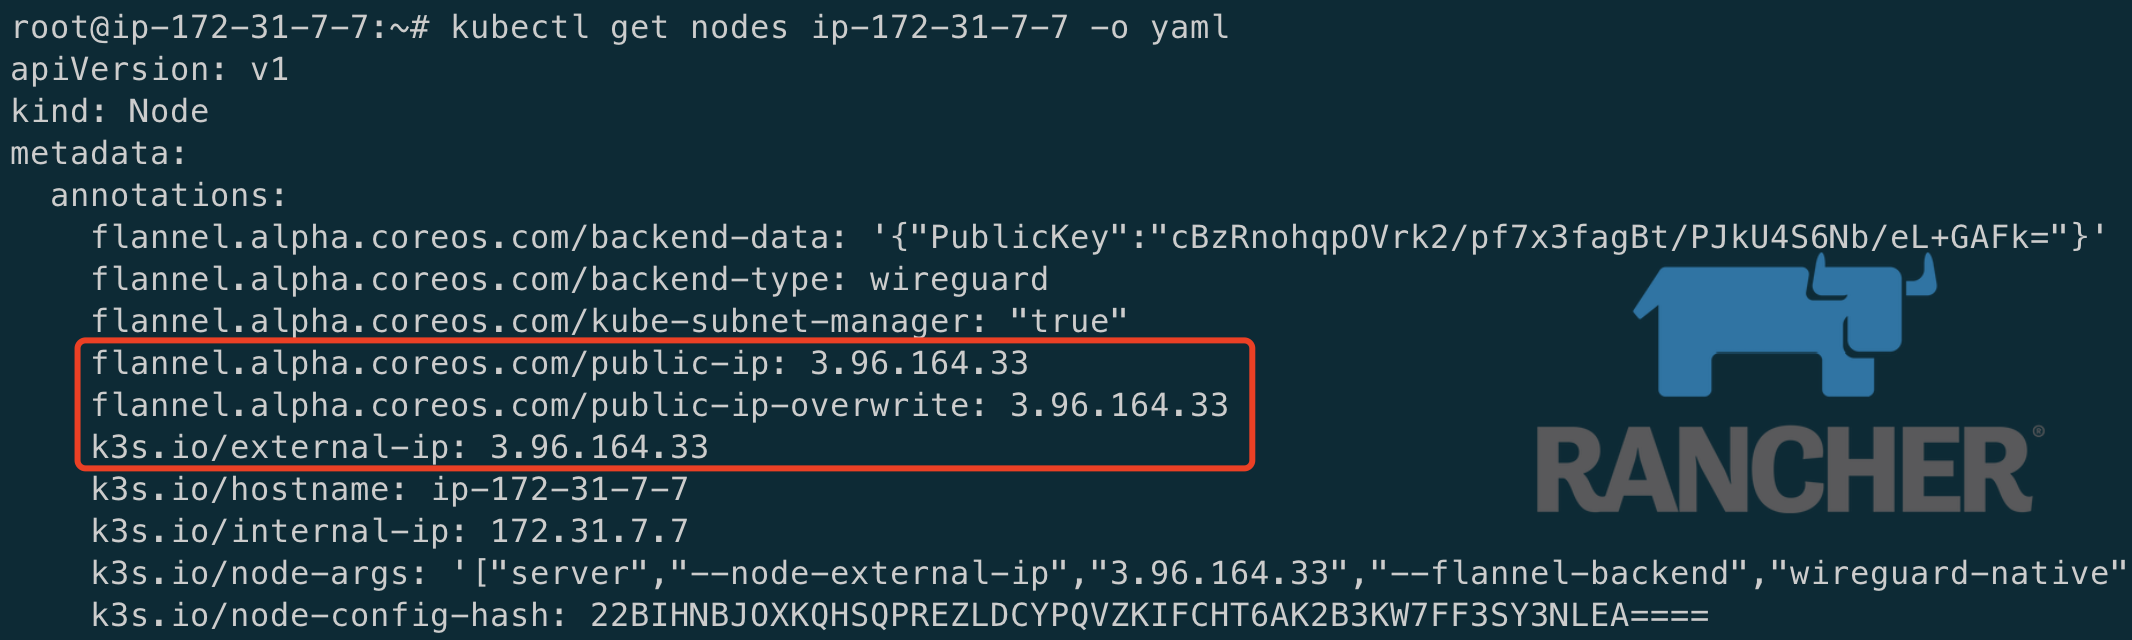 root@ip-172-31-7-7:~# kubectl get nodes ip-172-31-7-7 -o yaml
apiVersion: v1
kind: Node
metadata:
  annotations:
    flannel.alpha.coreos.com/backend-data: '{"PublicKey":"cBzRnohqpOVrk2/pf7x3fagBt/PJkU4S6Nb/eL+GAFk="}'
    flannel.alpha.coreos.com/backend-type: wireguard
    flannel.alpha.coreos.com/kube-subnet-manager: "true"
    flannel.alpha.coreos.com/public-ip: 3.96.164.33
    flannel.alpha.coreos.com/public-ip-overwrite: 3.96.164.33
    k3s.io/external-ip: 3.96.164.33
    k3s.io/hostname: ip-172-31-7-7
    k3s.io/internal-ip: 172.31.7.7
    k3s.io/node-args: '["server","--node-external-ip","3.96.164.33","--flannel-backend","wireguard-native"
    k3s.io/node-config-hash: 22BIHNBJOXKQHSQPREZLDCYPQVZKIFCHT6AK2B3KW7FF3SY3NLEA====
RANCHER®